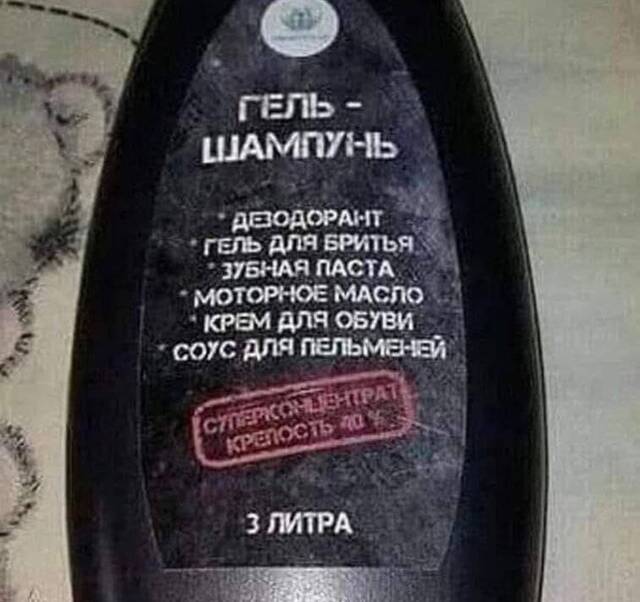 ГЕЛЬ -
ШАМПУНЬ
* ДЕЗОДОРАНТ
* ГЕЛЬ ДЛЯ БРИТЬЯ
* ЗУБНАЯ ПАСТА
* МОТОРНОЕ МАСЛО
* КРЕМ ДЛЯ ОБУВИ
* СОУС ДЛЯ ПЕЛЬМЕНЕЙ
СУПЕРКОНЦЕНТРАТ
КРЕПОСТЬ 40 %
3 ЛИТРА